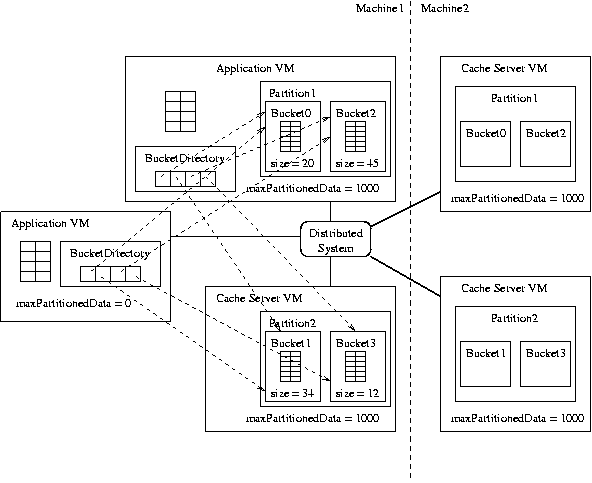 Machine1
Machine2
Application VM
Partition1
Bucket0
Bucket2
size = 20
size = 45
BucketDirectory
maxPartitionedData = 1000
Cache Server VM
Partition1
Bucket0
Bucket2
maxPartitionedData = 1000
Application VM
BucketDirectory
maxPartitionedData = 0
Distributed
System
Cache Server VM
Partition2
Bucket1
Bucket3
size = 34
size = 12
maxPartitionedData = 1000
Cache Server VM
Partition2
Bucket1
Bucket3
maxPartitionedData = 1000